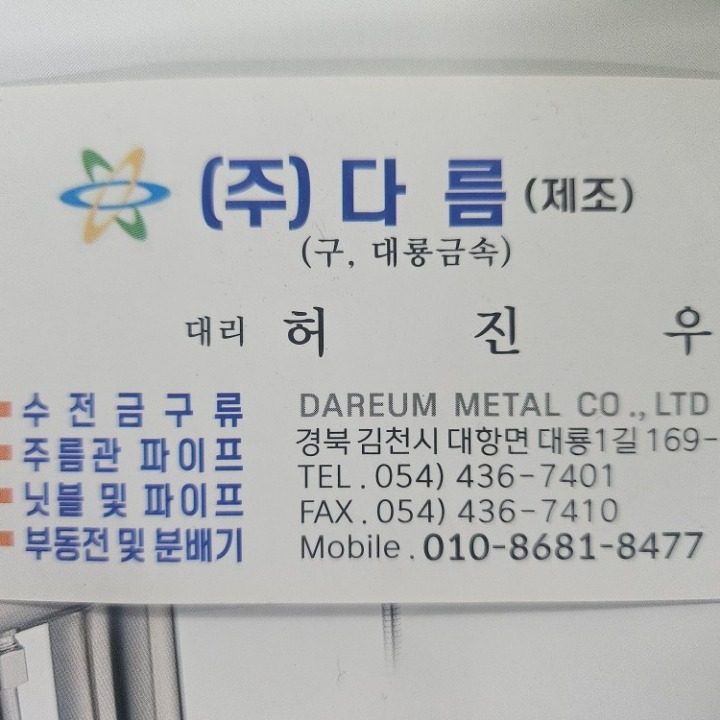 (주) 다 름 (제조)
(구, 대룡금속)
대리 허 진 우
수 전 금 구 류
주름관 파이프
닛블 및 파이프
부동전 및 분배기
DAREUM METAL CO., LTD
경북 김천시 대항면 대룡1길 169-
TEL. 054) 436-7401
FAX. 054) 436-7410
Mobile. 010-8681-8477